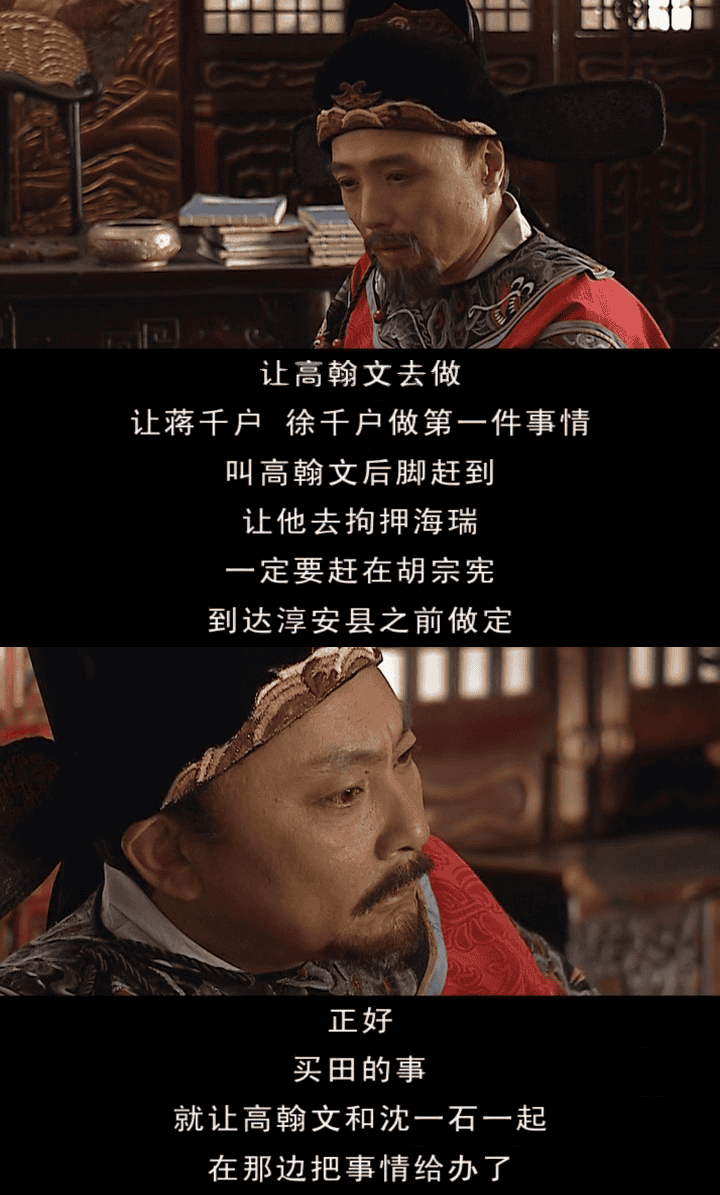 让高翰文去做
让蒋千户 徐千户做第一件事情
叫高翰文后脚赶到
让他去拘押海瑞
一定要赶在胡宗宪
到达淳安县之前做定
正好
买田的事
就让高翰文和沈一石一起
在那边把事情给办了